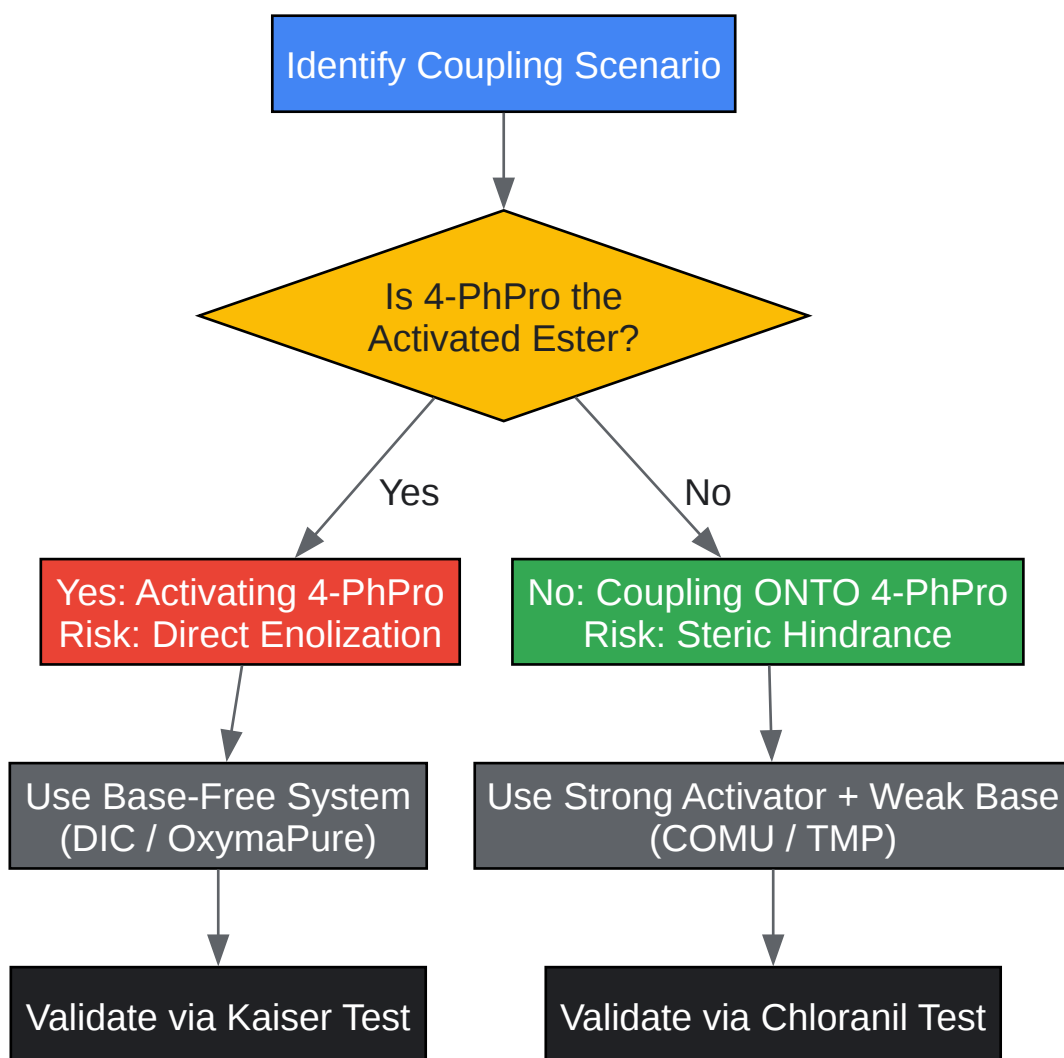 Identify Coupling Scenario
Is 4-PhPro the
Activated Ester?
Yes
No
Yes: Activating 4-PhPro
Risk: Direct Enolization
No: Coupling ONTO 4-PhPro
Risk: Steric Hindrance
Use Base-Free System
(DIC / OxymaPure)
Use Strong Activator + Weak Base
(COMU / TMP)
Validate via Kaiser Test
Validate via Chloranil Test